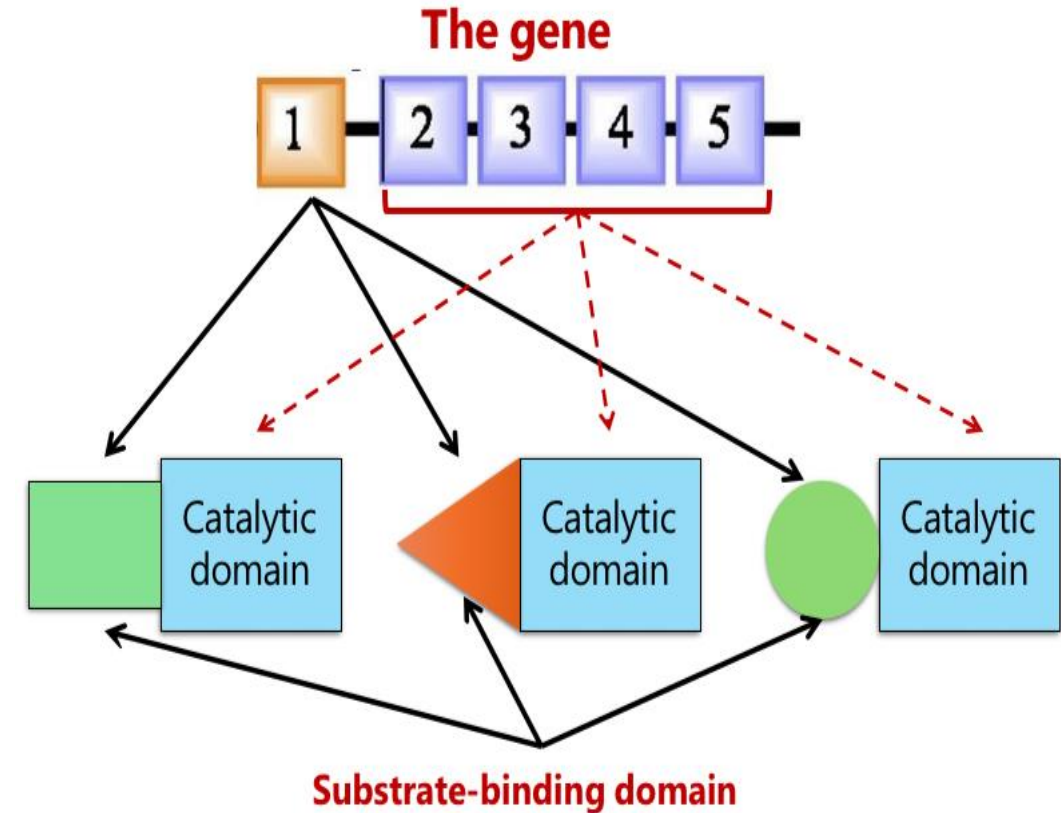 The gene
1 2 3 4 5
Catalytic domain
Catalytic domain
Catalytic domain
Substrate-binding domain